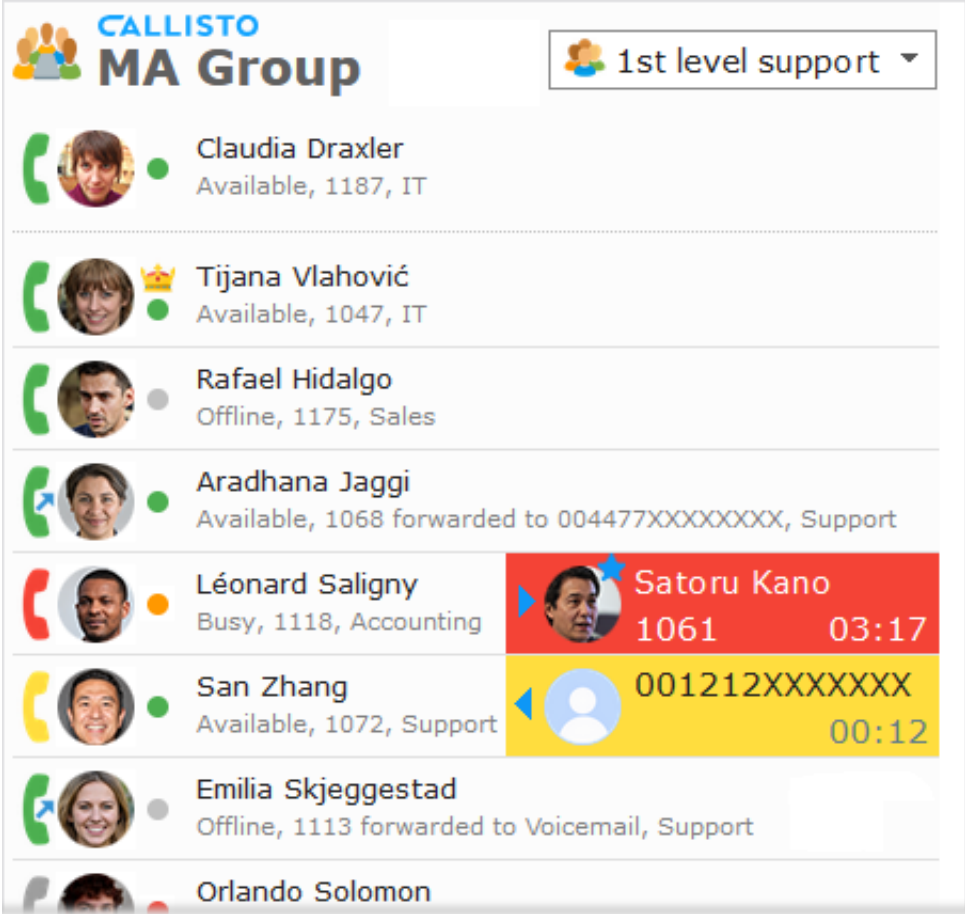 CALLISTO
MA Group
1st level support
Claudia Draxler
Available, 1187, IT
Tijana Vlahović
Available, 1047, IT
Rafael Hidalgo
Offline, 1175, Sales
Aradhana Jaggi
Available, 1068 forwarded to 004477XXXXXXXX, Support
Léonard Saligny
Busy, 1118, Accounting
Satoru Kano
1061 03:17
San Zhang
Available, 1072, Support
001212XXXXXXX
00:12
Emilia Skjeggestad
Offline, 1113 forwarded to Voicemail, Support
Orlando Solomon